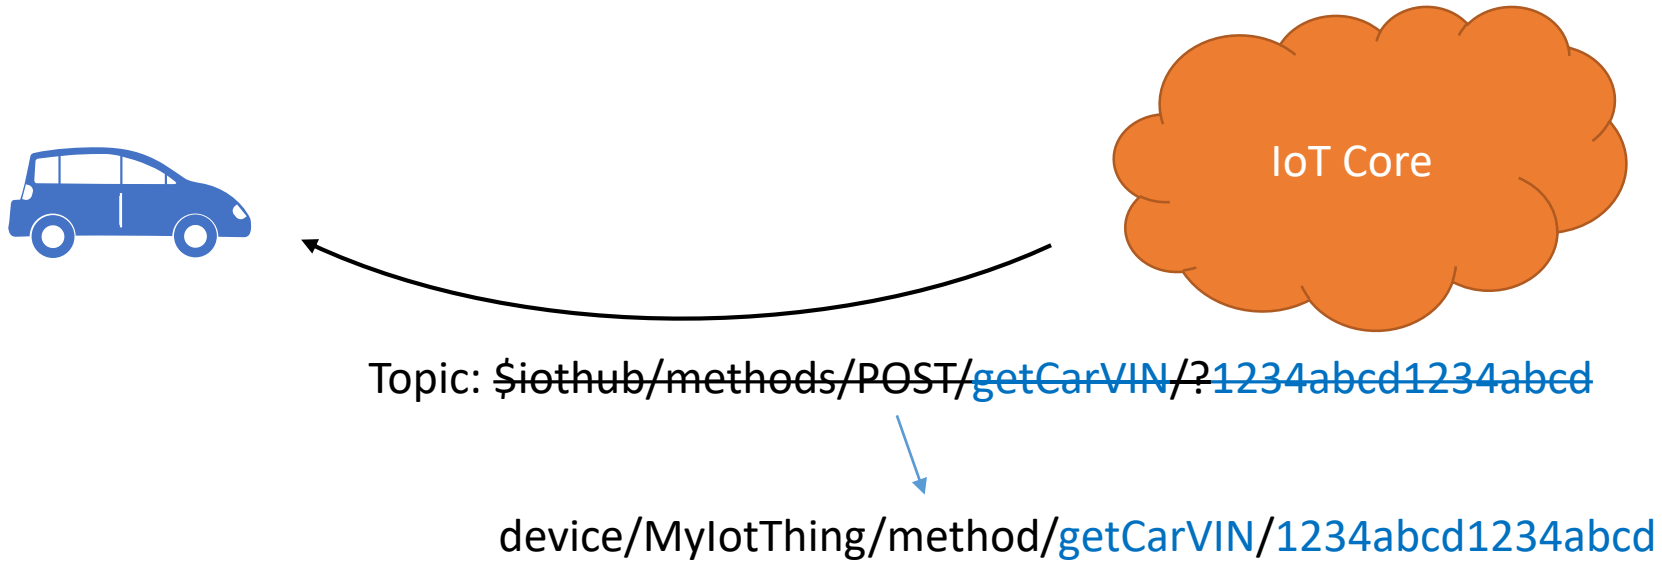 IoT Core
Topic: $iothub/methods/POST/getCarVIN/?1234abcd1234abcd
device/MyIotThing/method/getCarVIN/1234abcd1234abcd